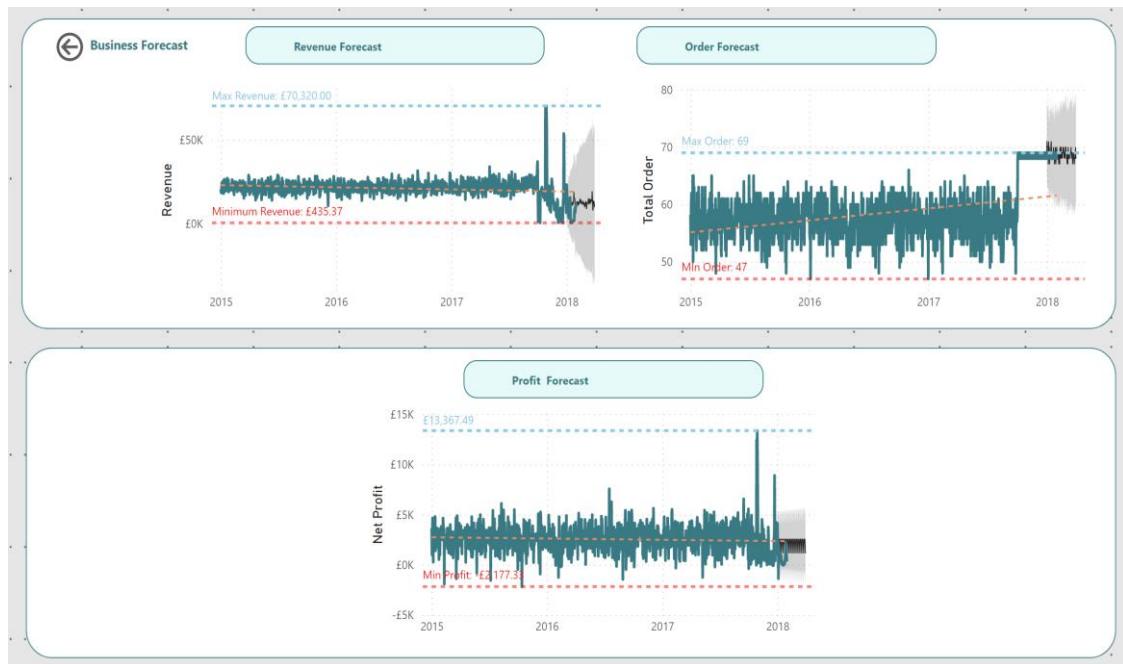 Business Forecast
Revenue Forecast
Order Forecast
Max Revenue: £70,320.00
£50K
£0K
Revenue
Minimum Revenue: £435.37
2015 2016 2017 2018
80
70
60
50
Total Order
Max Order: 69
Min Order: 47
2015 2016 2017 2018
Profit Forecast
£15K
£10K
£5K
£0K
-£5K
Net Profit
£13,367.49
Min Profit: -£2,177.33
2015 2016 2017 2018